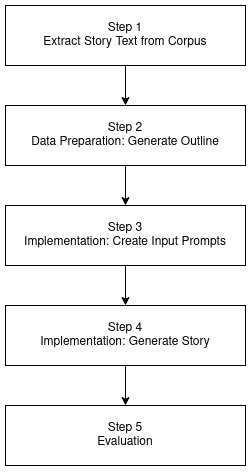 Step 1
Extract Story Text from Corpus
Step 2
Data Preparation: Generate Outline
Step 3
Implementation: Create Input Prompts
Step 4
Implementation: Generate Story
Step 5
Evaluation